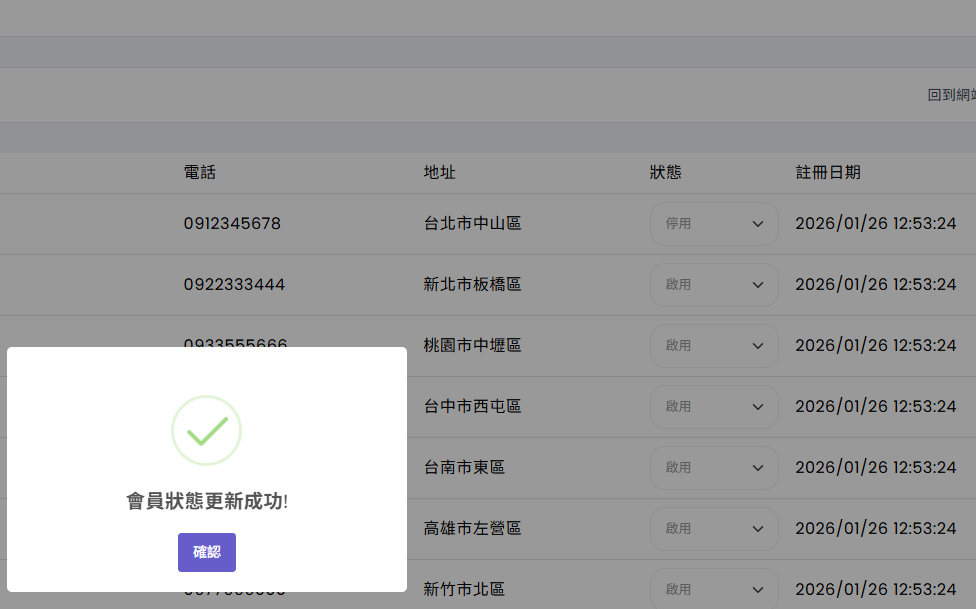 回到網
電話 地址 狀態 註冊日期
0912345678 台北市中山區 停用 2026/01/26 12:53:24
0922333444 新北市板橋區 啟用 2026/01/26 12:53:24
0933555666 桃園市中壢區 啟用 2026/01/26 12:53:24
台中市西屯區 啟用 2026/01/26 12:53:24
台南市東區 啟用 2026/01/26 12:53:24
高雄市左營區 啟用 2026/01/26 12:53:24
新竹市北區 啟用 2026/01/26 12:53:24
會員狀態更新成功!
確認